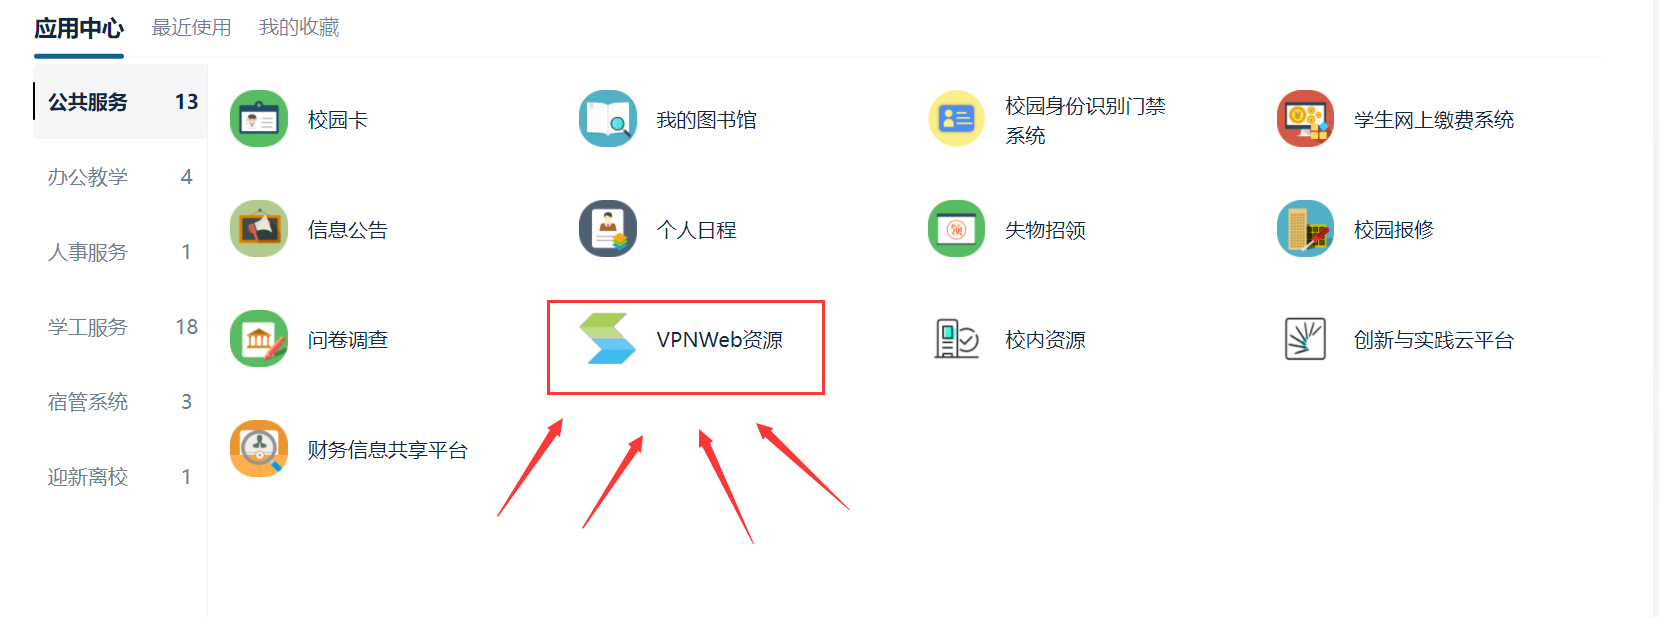 应用中心 最近使用 我的收藏
公共服务 13
办公教学 4
人事服务 1
学工服务 18
宿管系统 3
迎新离校 1
校园卡
我的图书馆
校园身份识别门禁
系统
学生网上缴费系统
信息公告
个人日程
失物招领
校园报修
问卷调查
VPNWeb资源
校内资源
创新与实践云平台
财务信息共享平台